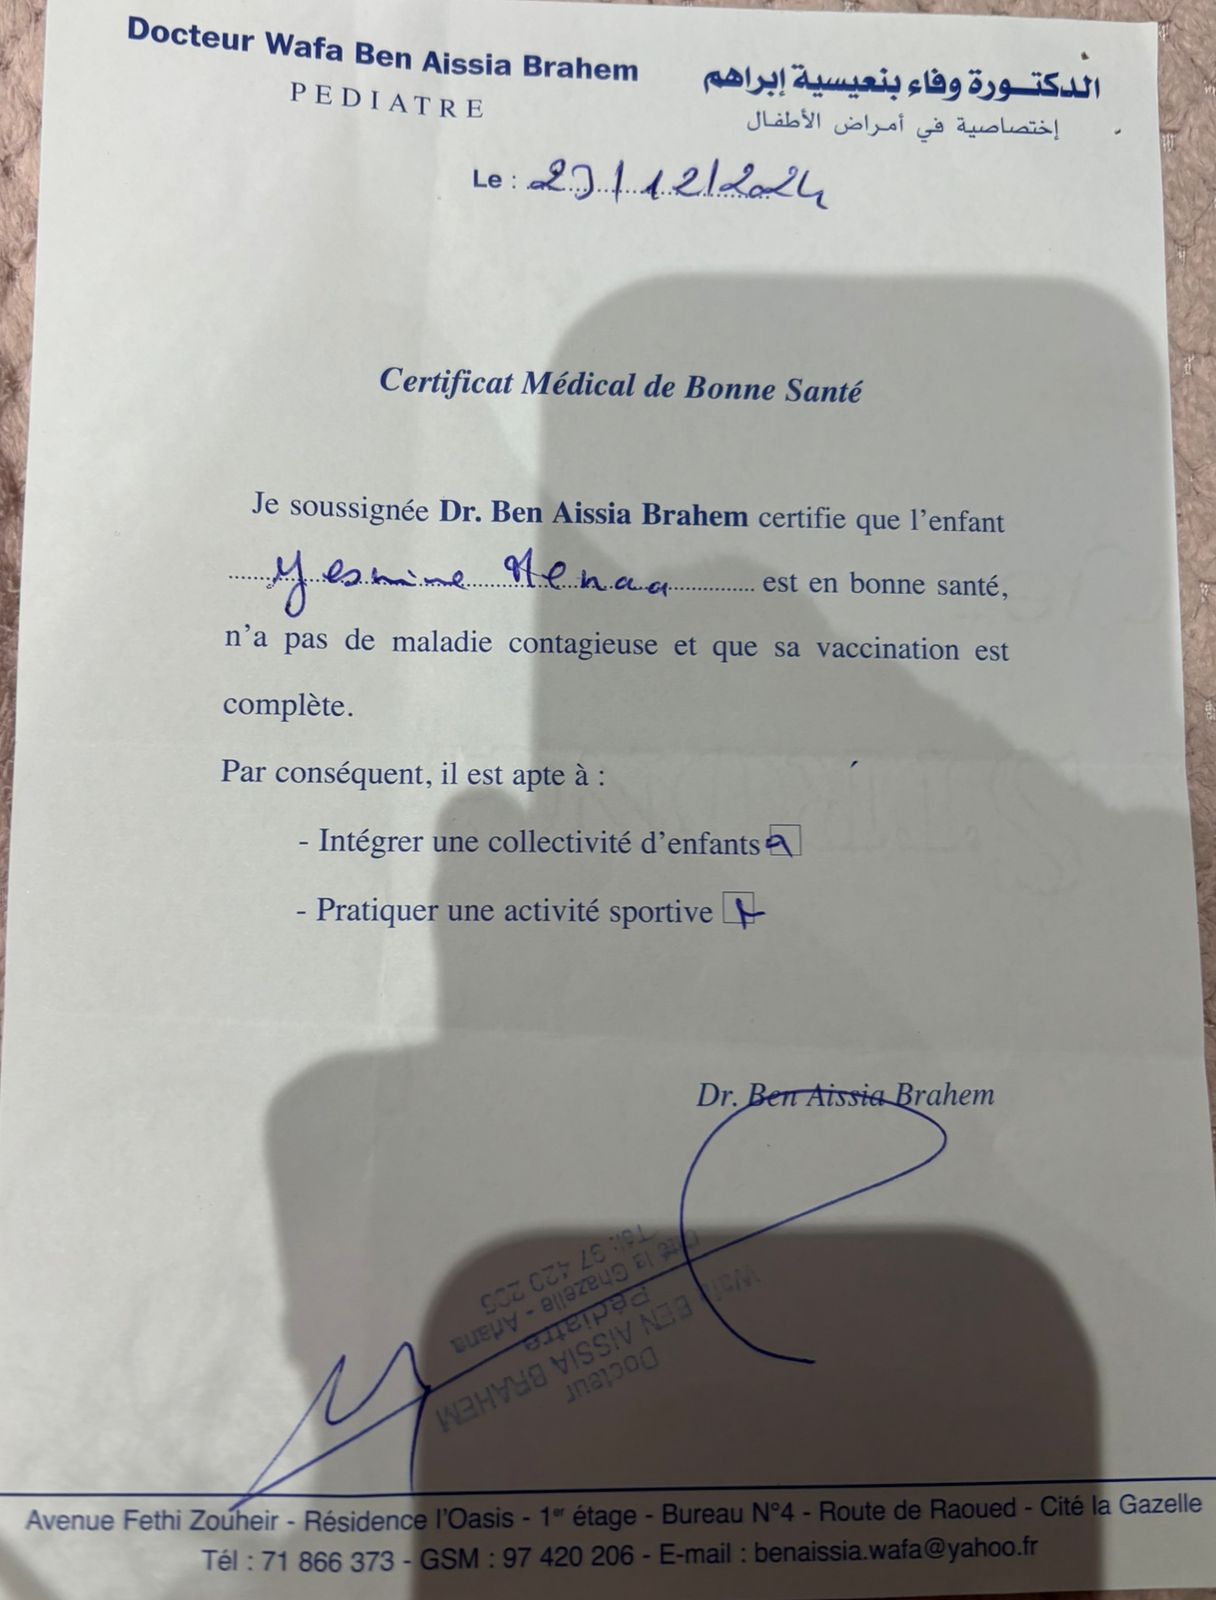 Docteur Wafa Ben Aissia Brahem
PEDIATRE
الدكتورة وفاء بنعيسية إبراهم
إختصاصية في أمراض الأطفال
Le : /12/2024
Certificat Médical de Bonne Santé
Je soussignée Dr. Ben Aissia Brahem certifie que l'enfant
Yesmine Henaa est en bonne santé,
n'a pas de maladie contagieuse et que sa vaccination est
complète.
Par conséquent, il est apte à :
- Intégrer une collectivité d'enfants
- Pratiquer une activité sportive
Dr. Ben Aissia Brahem
Docteur
Wafa BEN AISSIA BRAHEM
Pédiatre
Cité la Ghazelle - Ariana
Tél: 97 420 206
Avenue Fethi Zouheir - Résidence l'Oasis - 1er étage - Bureau N°4 - Route de Raoued - Cité la Gazelle
Tél : 71 866 373 - GSM : 97 420 206 - E-mail : benaissia.wafa@yahoo.fr